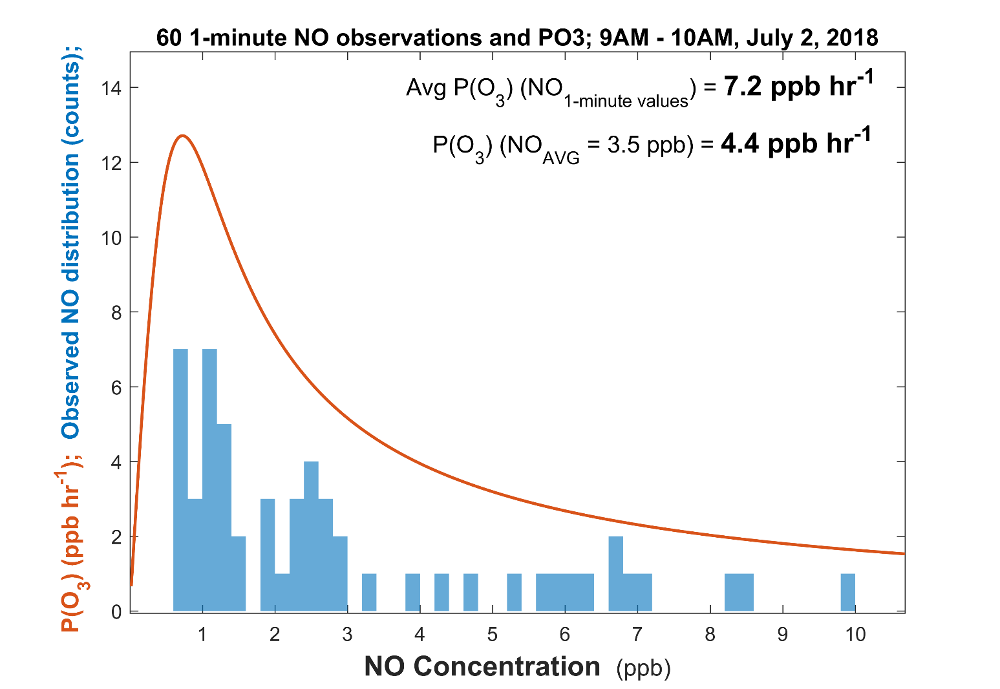 60 1-minute NO observations and PO3; 9AM - 10AM, July 2, 2018
Avg P(O3) (NO1-minute values) = 7.2 ppb hr-1
P(O3) (NOAVG = 3.5 ppb) = 4.4 ppb hr-1
P(O3) (ppb hr-1); Observed NO distribution (counts);
14
12
10
8
6
4
2
0
1 2 3 4 5 6 7 8 9 10
NO Concentration (ppb)